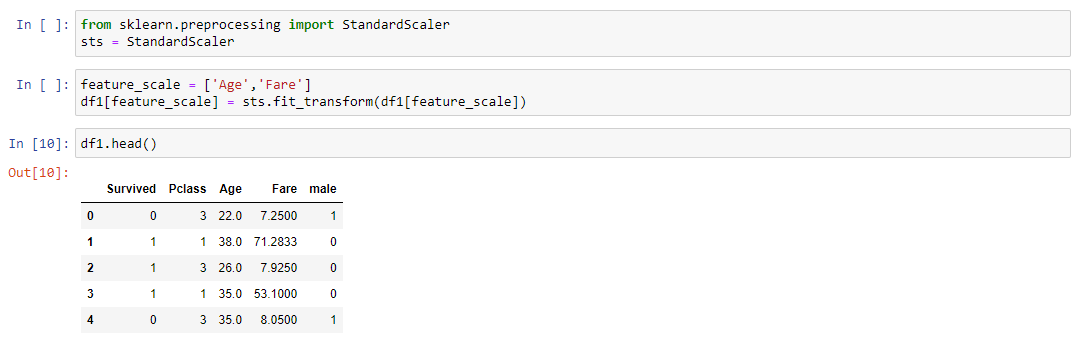 In [ ]: from sklearn.preprocessing import StandardScaler
sts = StandardScaler
In [ ]: feature_scale = ['Age','Fare']
df1[feature_scale] = sts.fit_transform(df1[feature_scale])
In [10]: df1.head()
Out[10]:
Survived Pclass Age Fare male
0 0 3 22.0 7.2500 1
1 1 1 38.0 71.2833 0
2 1 3 26.0 7.9250 0
3 1 1 35.0 53.1000 0
4 0 3 35.0 8.0500 1